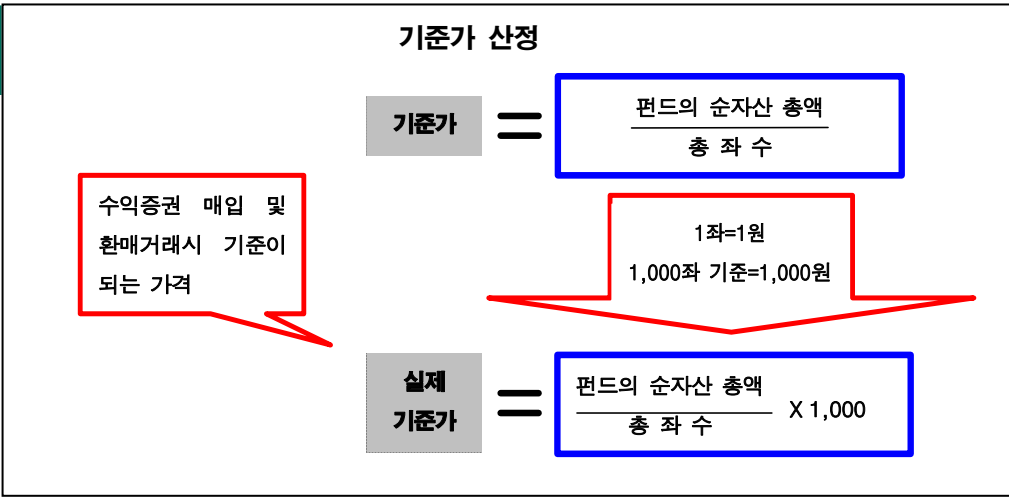 기준가 산정
기준가
=
펀드의 순자산 총액
총 좌 수
수익증권 매입 및
환매거래시 기준이
되는 가격
1좌=1원
1,000좌 기준=1,000원
실제
기준가
=
펀드의 순자산 총액
총 좌 수
X 1,000